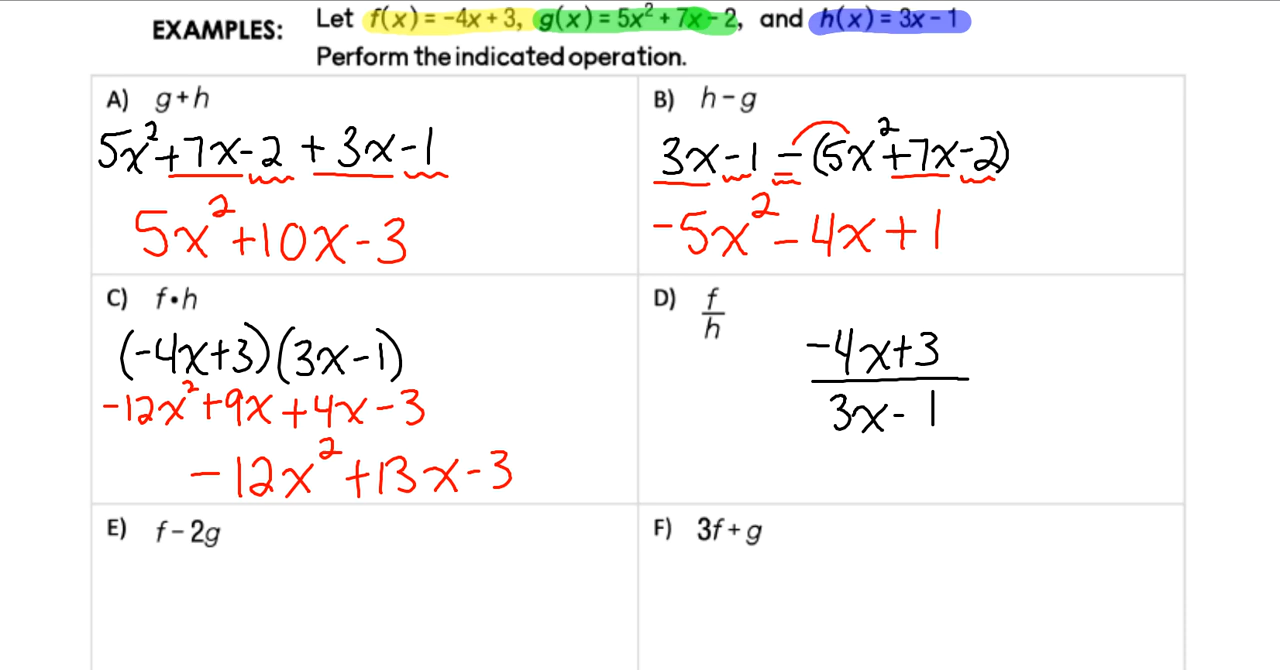 EXAMPLES: Let f(x) = -4x + 3, g(x) = 5x² + 7x - 2, and h(x) = 3x - 1
Perform the indicated operation.
A) g + h
5x² + 7x - 2 + 3x - 1
5x² + 10x - 3
B) h - g
3x - 1 - (5x² + 7x - 2)
-5x² - 4x + 1
C) f • h
(-4x+3)(3x-1)
-12x² + 9x + 4x - 3
-12x² + 13x - 3
D) f
h
-4x+3
3x-1
E) f - 2g
F) 3f + g